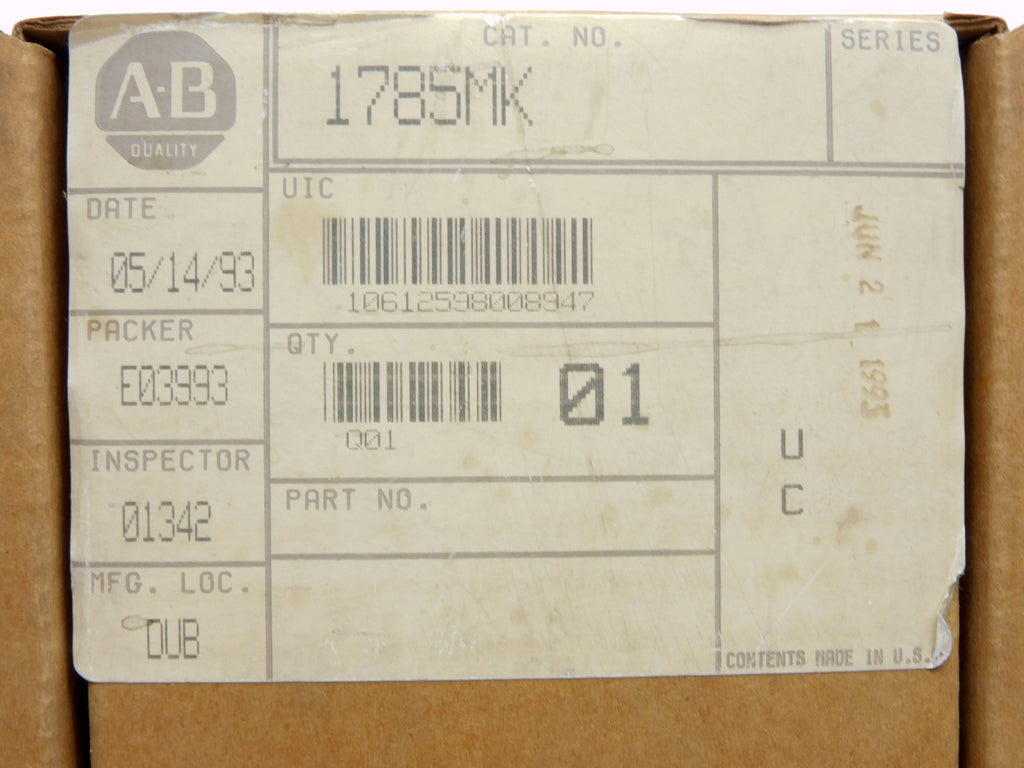 A-B
QUALITY
CAT. NO.
1785MK
SERIES
DATE
05/14/93
UIC
10612598008947
PACKER
E03993
QTY.
Q01
01
INSPECTOR
01342
PART NO.
MFG. LOC.
DUB
JUN 21 1993
U
C
CONTENTS MADE IN U.S.